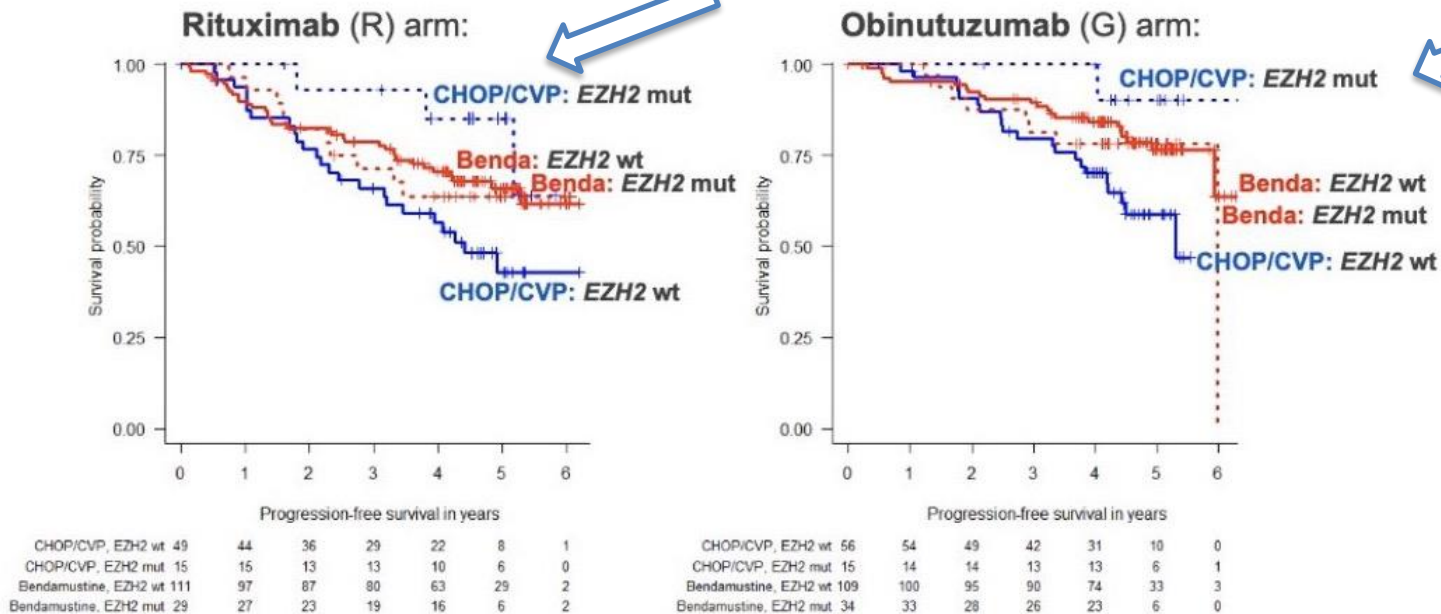 Rituximab (R) arm:
1.00
0.75
0.50
0.25
0.00
Survival probability
CHOP/CVP: EZH2 mut
Benda: EZH2 wt
Benda: EZH2 mut
CHOP/CVP: EZH2 wt
0 1 2 3 4 5 6
Progression-free survival in years
CHOP/CVP, EZH2 wt 49 44 36 29 22 8 1
CHOP/CVP, EZH2 mut 15 15 13 13 10 6 0
Bendamustine, EZH2 wt 111 97 87 80 63 29 2
Bendamustine, EZH2 mut 29 27 23 19 16 6 2
Obinutuzumab (G) arm:
1.00
0.75
0.50
0.25
0.00
Survival probability
CHOP/CVP: EZH2 mut
Benda: EZH2 wt
Benda: EZH2 mut
CHOP/CVP: EZH2 wt
0 1 2 3 4 5 6
Progression-free survival in years
CHOP/CVP, EZH2 wt 56 54 49 42 31 10 0
CHOP/CVP, EZH2 mut 15 14 14 13 13 6 1
Bendamustine, EZH2 wt 109 100 95 90 74 33 3
Bendamustine, EZH2 mut 34 33 28 26 23 6 0